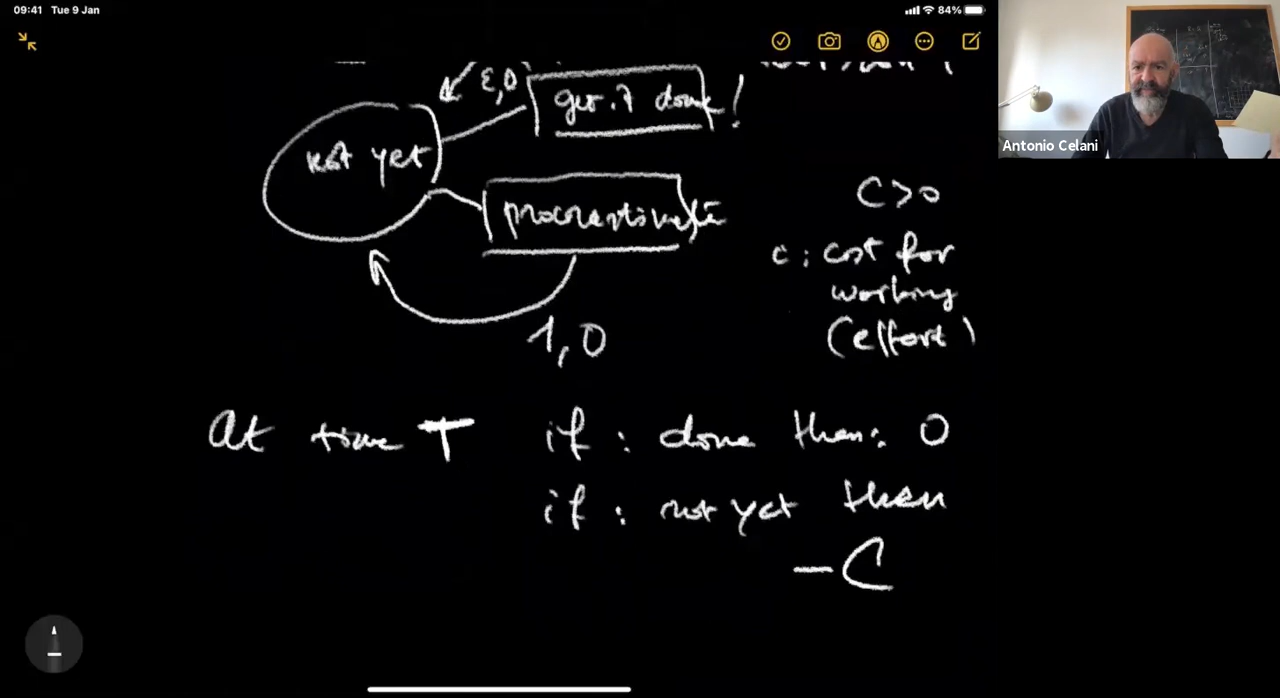 09:41 Tue 9 Jan
84%
Antonio Celani
ε,0
get it done!
not yet
procrastinate
C>0
c: cost for
working
(effort)
1,0
At time T if: done then: 0
if: not yet then
-C